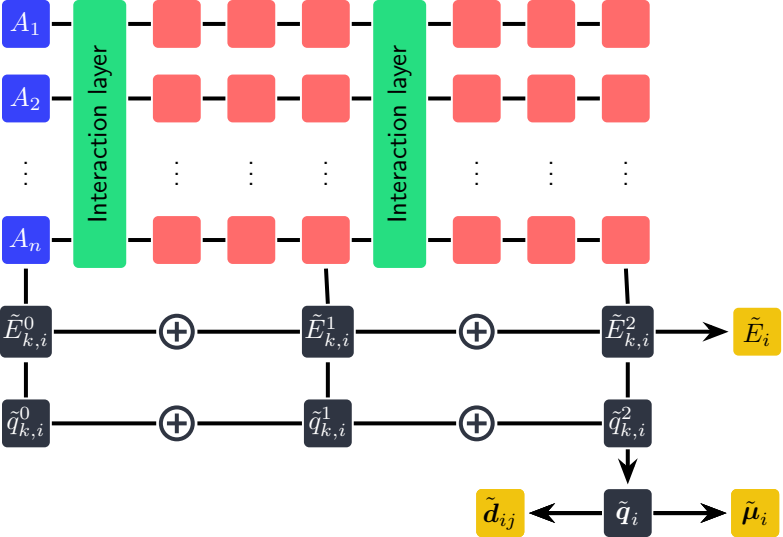 A₁
Interaction layer
Interaction layer
A₂
⋮ ⋮ ⋮ ⋮ ⋮ ⋮ ⋮
Aₙ
Ẽ⁰ₖ,ᵢ + Ẽ¹ₖ,ᵢ + Ẽ²ₖ,ᵢ Ẽᵢ
q̃⁰ₖ,ᵢ + q̃¹ₖ,ᵢ + q̃²ₖ,ᵢ
d̃ᵢⱼ q̃ᵢ μ̃ᵢ